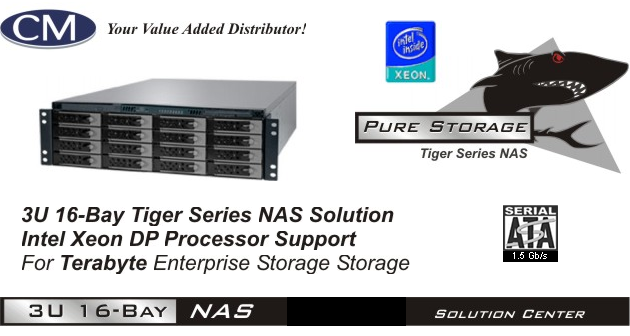 CM
Your Value Added Distributor!
intel inside
XEON
PURE STORAGE
Tiger Series NAS
3U 16-Bay Tiger Series NAS Solution
Intel Xeon DP Processor Support
For Terabyte Enterprise Storage Storage
SERIAL
ATA
1.5 Gb/s
3U 16-BAY NAS
SOLUTION CENTER